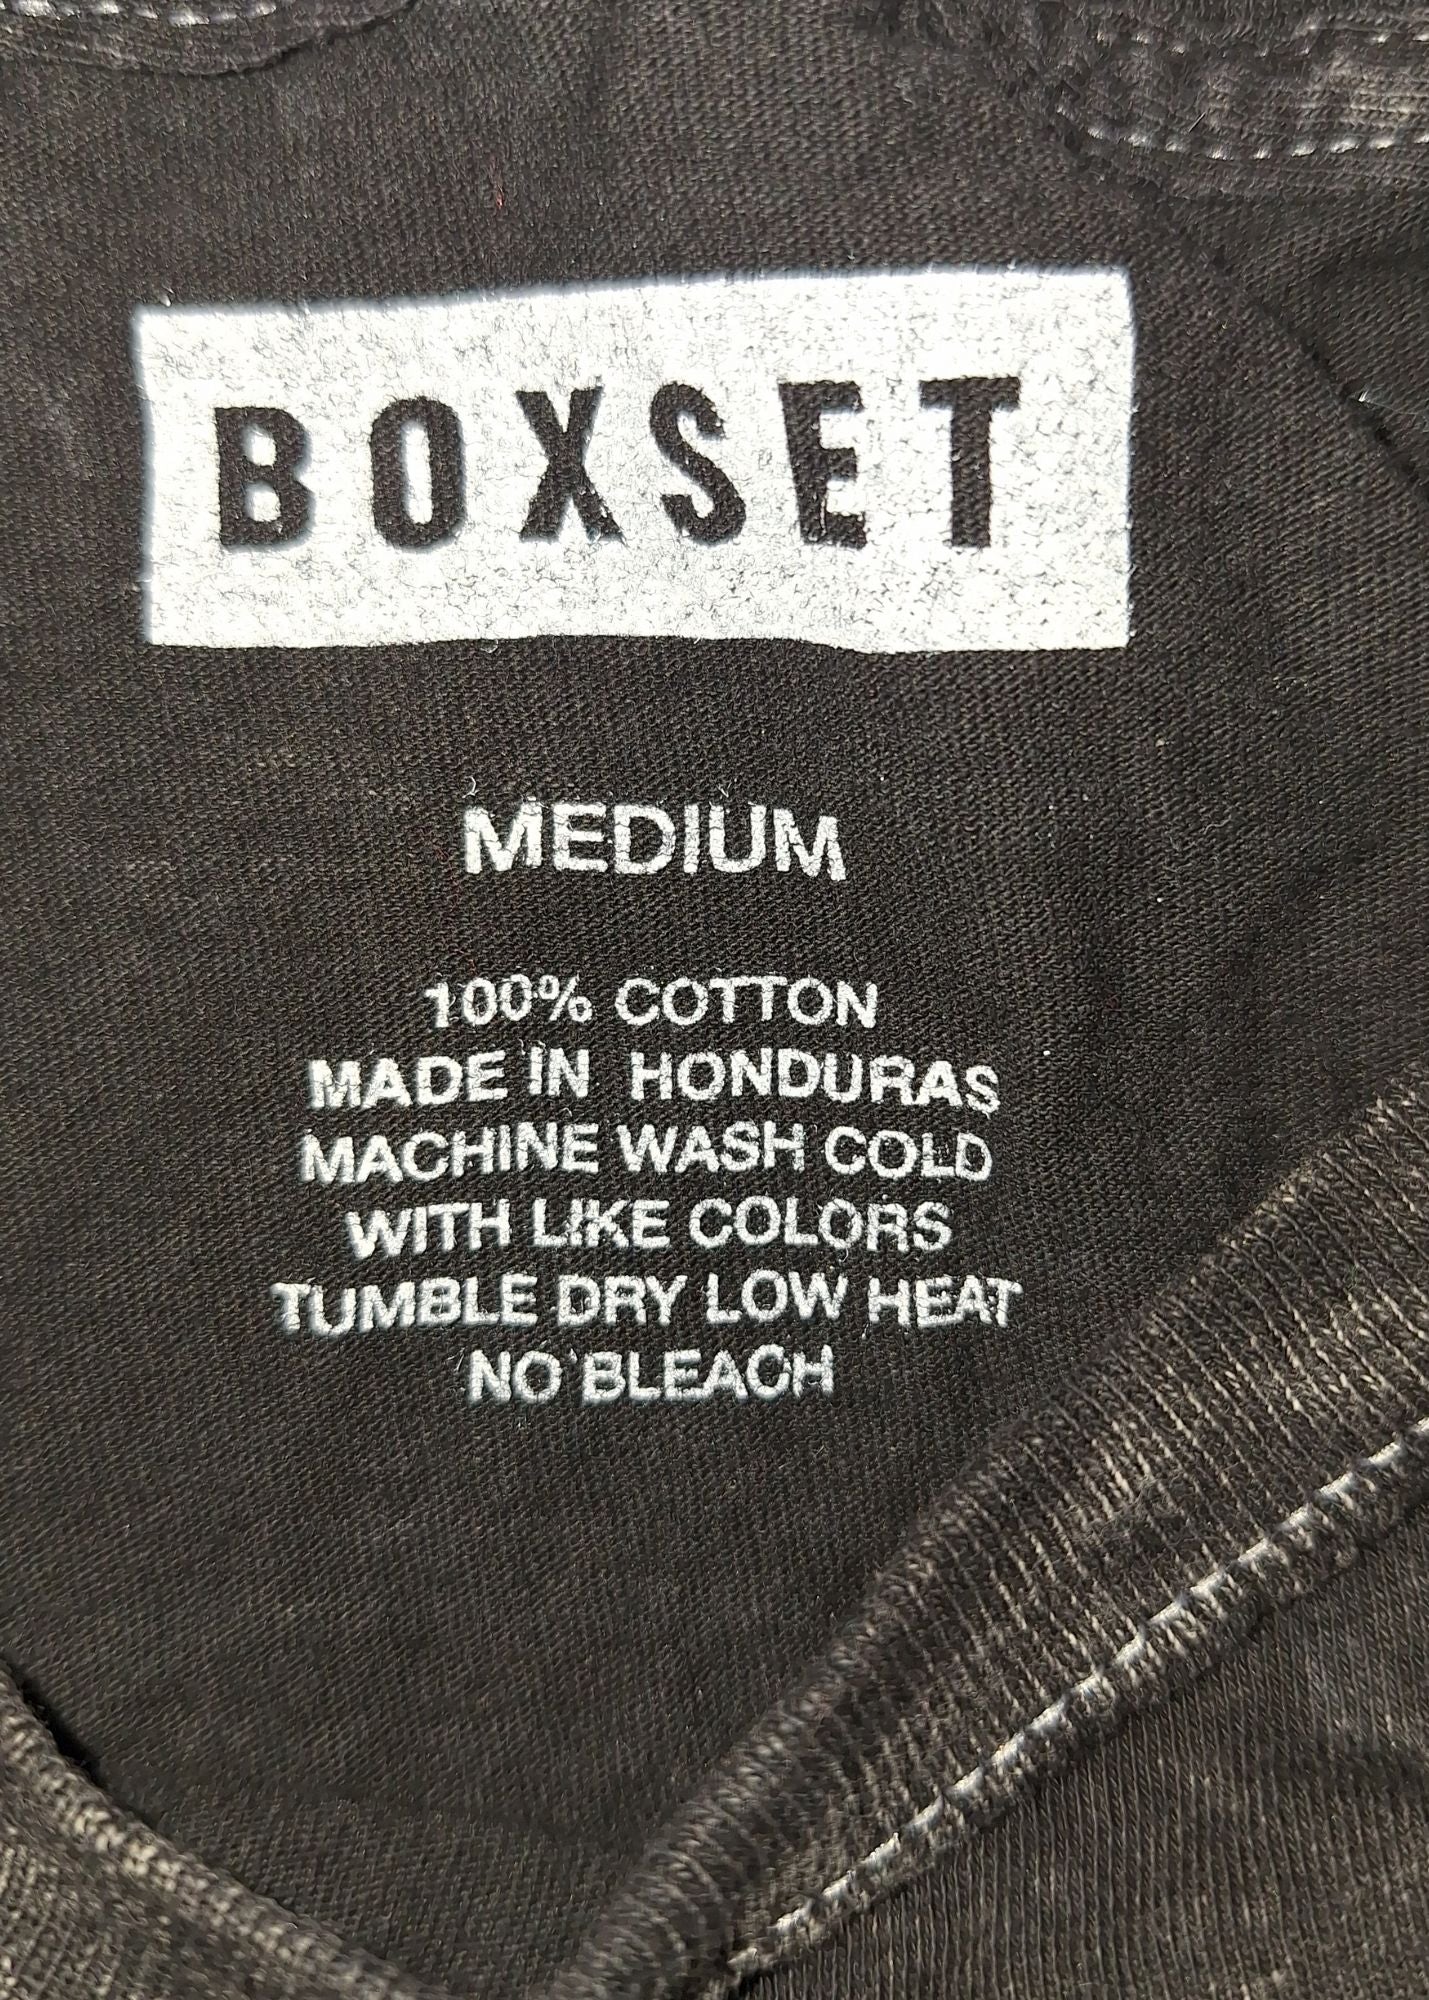 BOXSET
MEDIUM
100% COTTON
MADE IN HONDURAS
MACHINE WASH COLD
WITH LIKE COLORS
TUMBLE DRY LOW HEAT
NO BLEACH